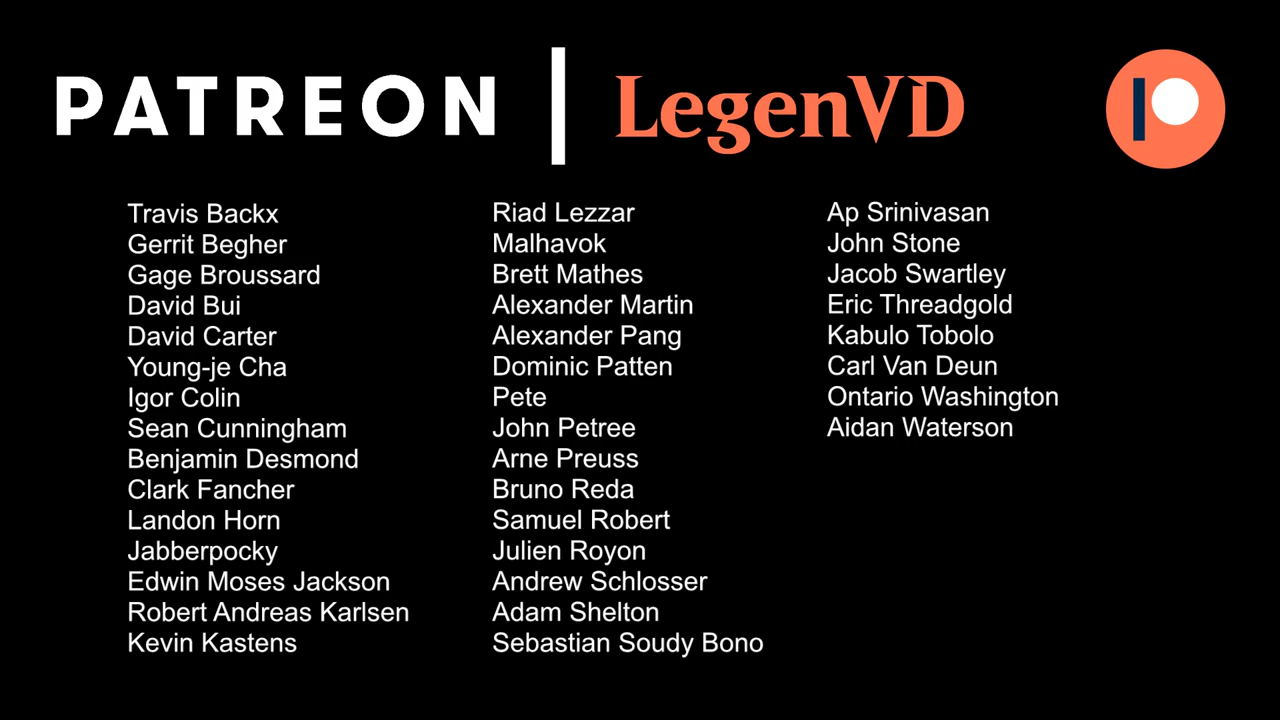 PATREON | LegenVD
Travis Backx
Gerrit Begher
Gage Broussard
David Bui
David Carter
Young-je Cha
Igor Colin
Sean Cunningham
Benjamin Desmond
Clark Fancher
Landon Horn
Jabberpocky
Edwin Moses Jackson
Robert Andreas Karlsen
Kevin Kastens
Riad Lezzar
Malhavok
Brett Mathes
Alexander Martin
Alexander Pang
Dominic Patten
Pete
John Petree
Arne Preuss
Bruno Reda
Samuel Robert
Julien Royon
Andrew Schlosser
Adam Shelton
Sebastian Soudy Bono
Ap Srinivasan
John Stone
Jacob Swartley
Eric Threadgold
Kabulo Tobolo
Carl Van Deun
Ontario Washington
Aidan Waterson